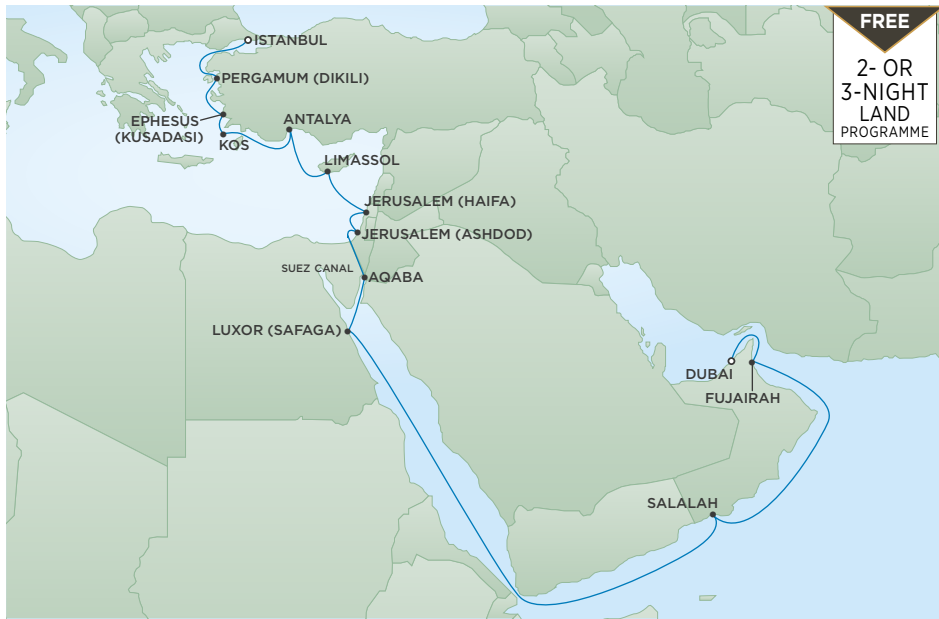 FREE
2- OR
3-NIGHT
LAND
PROGRAMME
ISTANBUL
PERGAMUM (DIKILI)
EPHESUS
(KUSADASI)
KOS
ANTALYA
LIMASSOL
JERUSALEM (HAIFA)
JERUSALEM (ASHDOD)
SUEZ CANAL
AQABA
LUXOR (SAFAGA)
DUBAI
FUJAIRAH
SALALAH